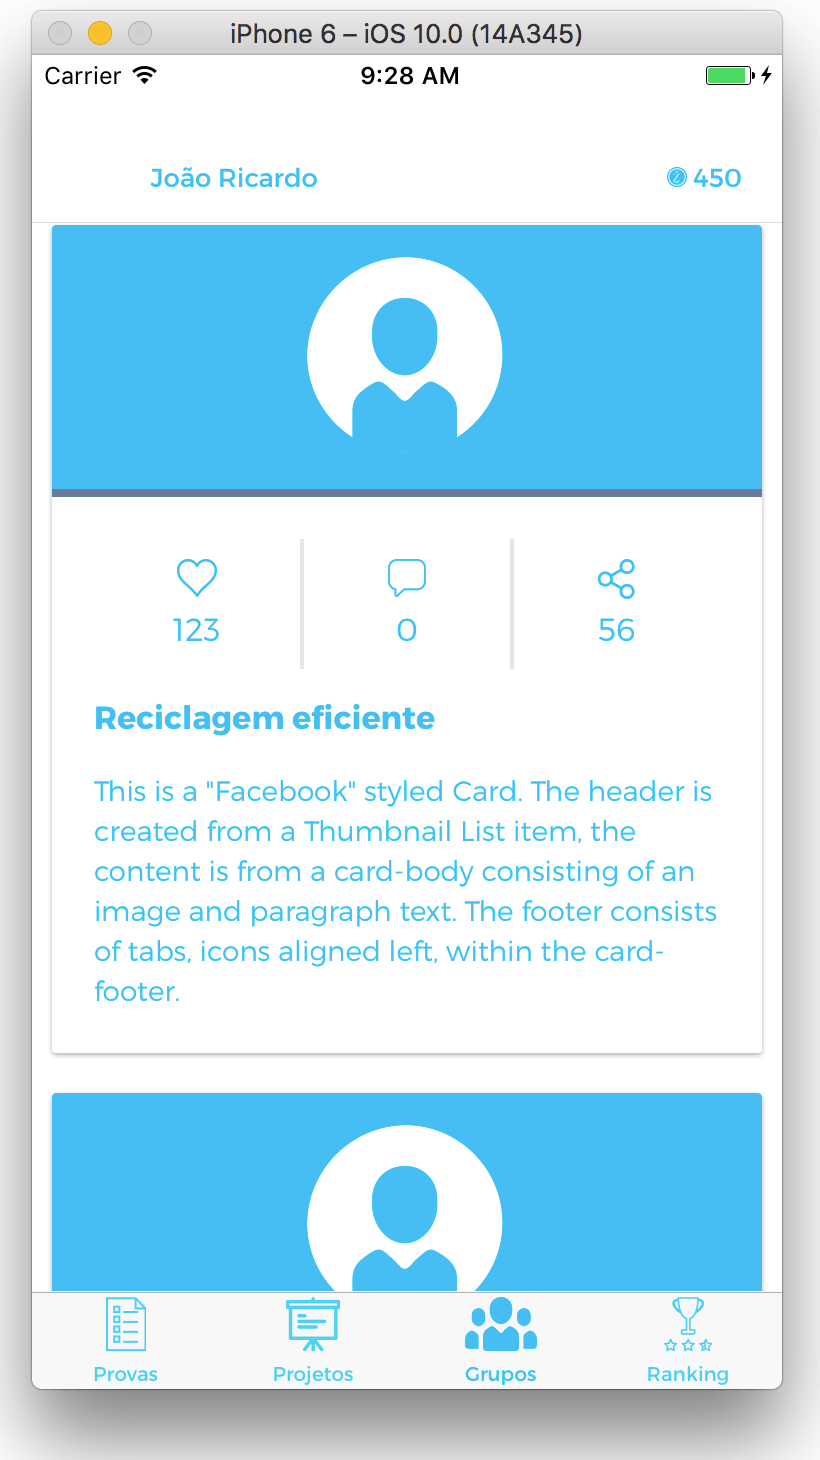 iPhone 6 – iOS 10.0 (14A345)
Carrier 9:28 AM
João Ricardo 450
123 0 56
Reciclagem eficiente
This is a "Facebook" styled Card. The header is
created from a Thumbnail List item, the
content is from a card-body consisting of an
image and paragraph text. The footer consists
of tabs, icons aligned left, within the card-
footer.
Provas Projetos Grupos Ranking